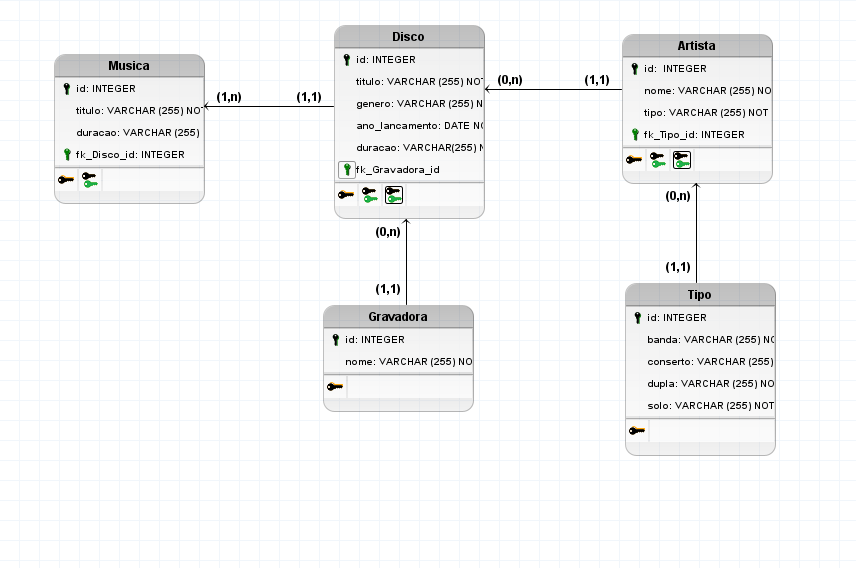 Musica
id: INTEGER
titulo: VARCHAR (255) NOT
duracao: VARCHAR (255)
fk_Disco_id: INTEGER
(1,n)
(1,1)
Disco
id: INTEGER
titulo: VARCHAR (255) NOT
genero: VARCHAR (255) N
ano_lancamento: DATE NO
duracao: VARCHAR(255) N
fk_Gravadora_id
(0,n)
(1,1)
Artista
id: INTEGER
nome: VARCHAR (255) NO
tipo: VARCHAR (255) NOT
fk_Tipo_id: INTEGER
(0,n)
(1,1)
Gravadora
id: INTEGER
nome: VARCHAR (255) NO
(0,n)
(1,1)
Tipo
id: INTEGER
banda: VARCHAR (255) NO
conserto: VARCHAR (255)
dupla: VARCHAR (255) NO
solo: VARCHAR (255) NOT